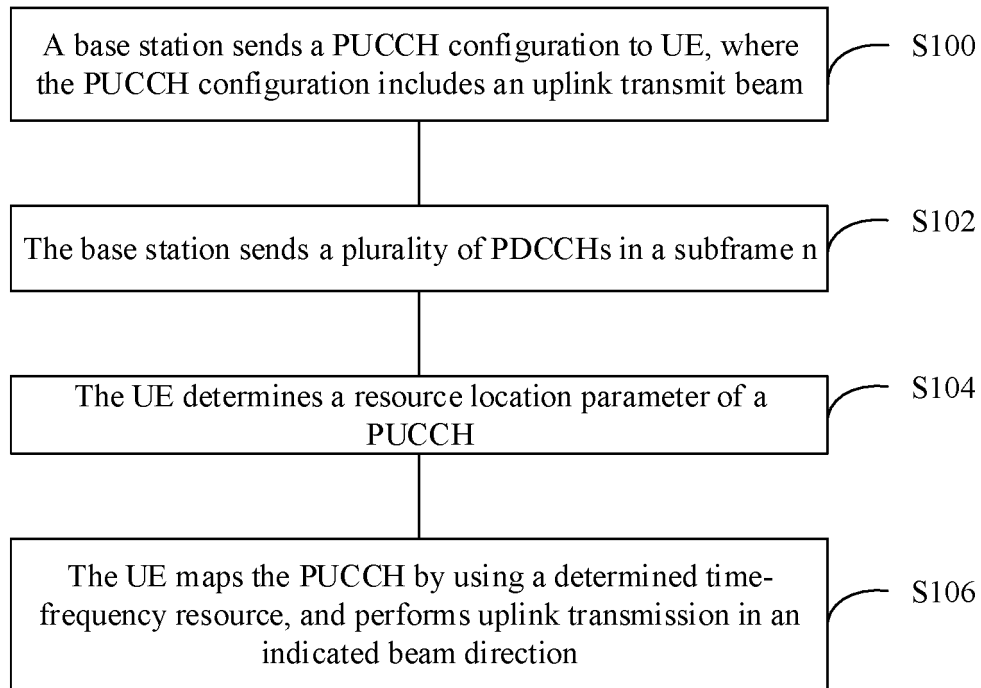 A base station sends a PUCCH configuration to UE, where
the PUCCH configuration includes an uplink transmit beam
S100
The base station sends a plurality of PDCCHs in a subframe n
S102
The UE determines a resource location parameter of a
PUCCH
S104
The UE maps the PUCCH by using a determined time-
frequency resource, and performs uplink transmission in an
indicated beam direction
S106